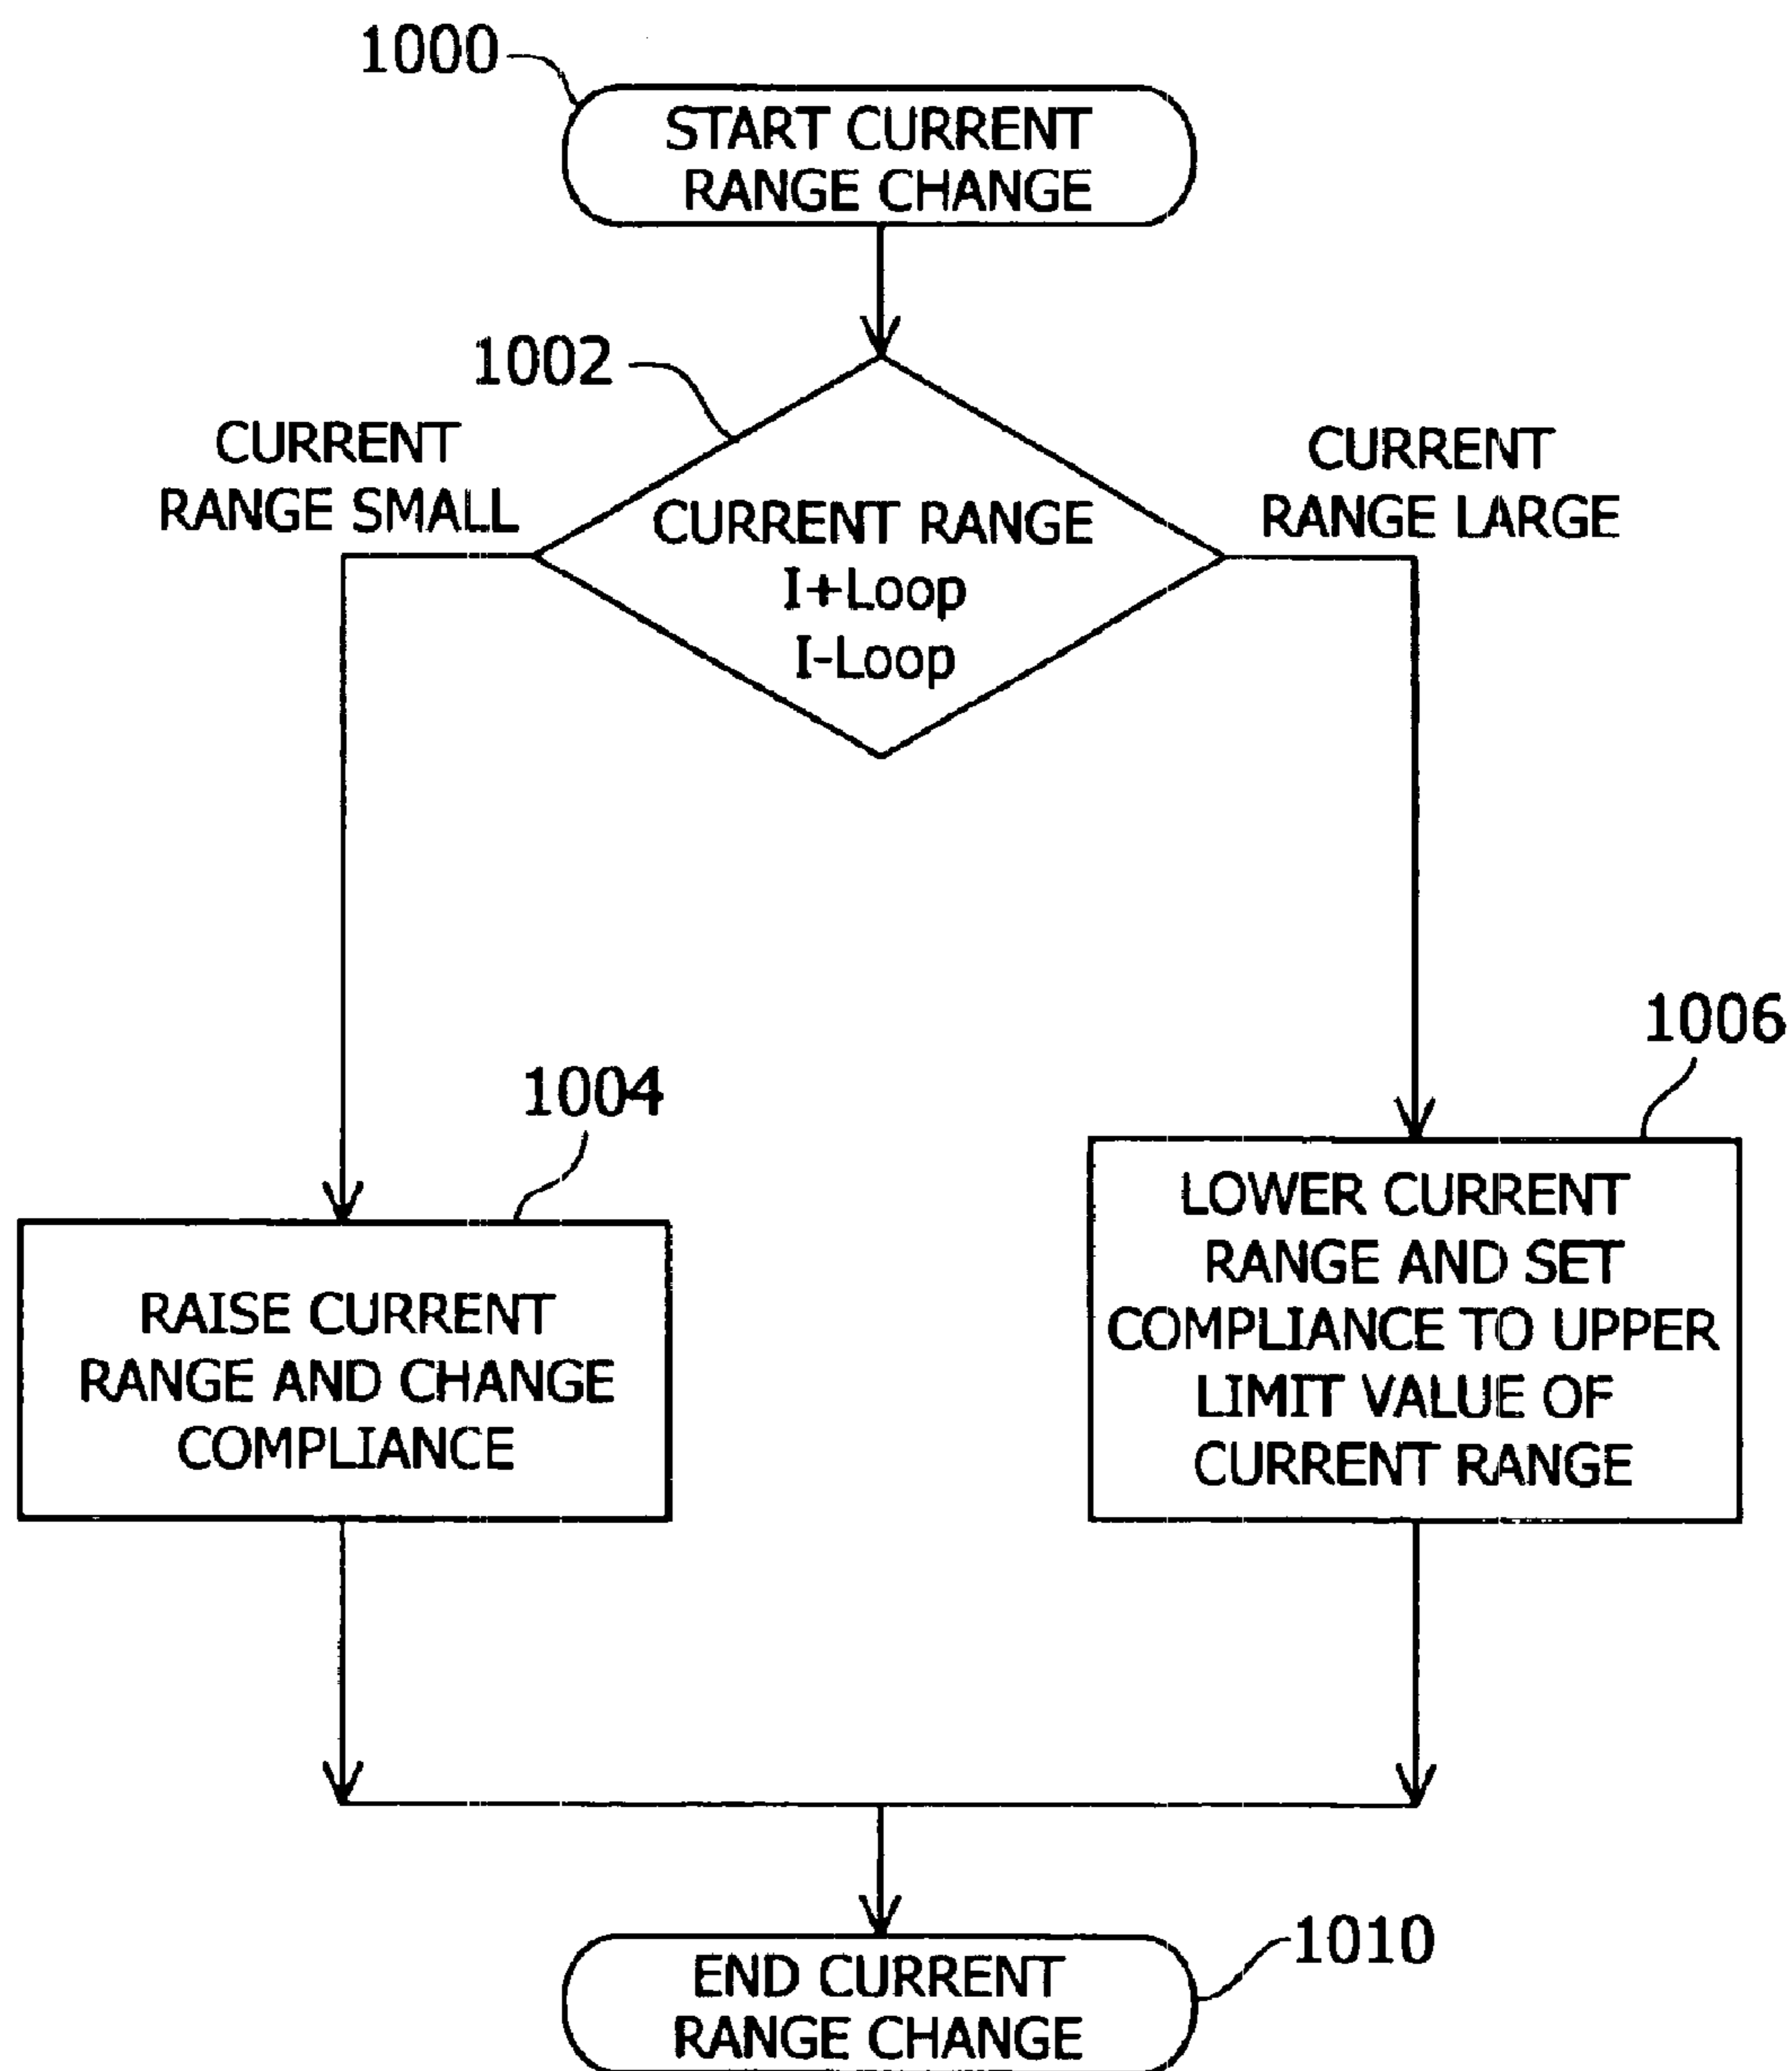 1000
START CURRENT
RANGE CHANGE
1002
CURRENT
RANGE SMALL
CURRENT RANGE
I+Loop
I-Loop
CURRENT
RANGE LARGE
1004
RAISE CURRENT
RANGE AND CHANGE
COMPLIANCE
1006
LOWER CURRENT
RANGE AND SET
COMPLIANCE TO UPPER
LIMIT VALUE OF
CURRENT RANGE
END CURRENT
RANGE CHANGE
1010